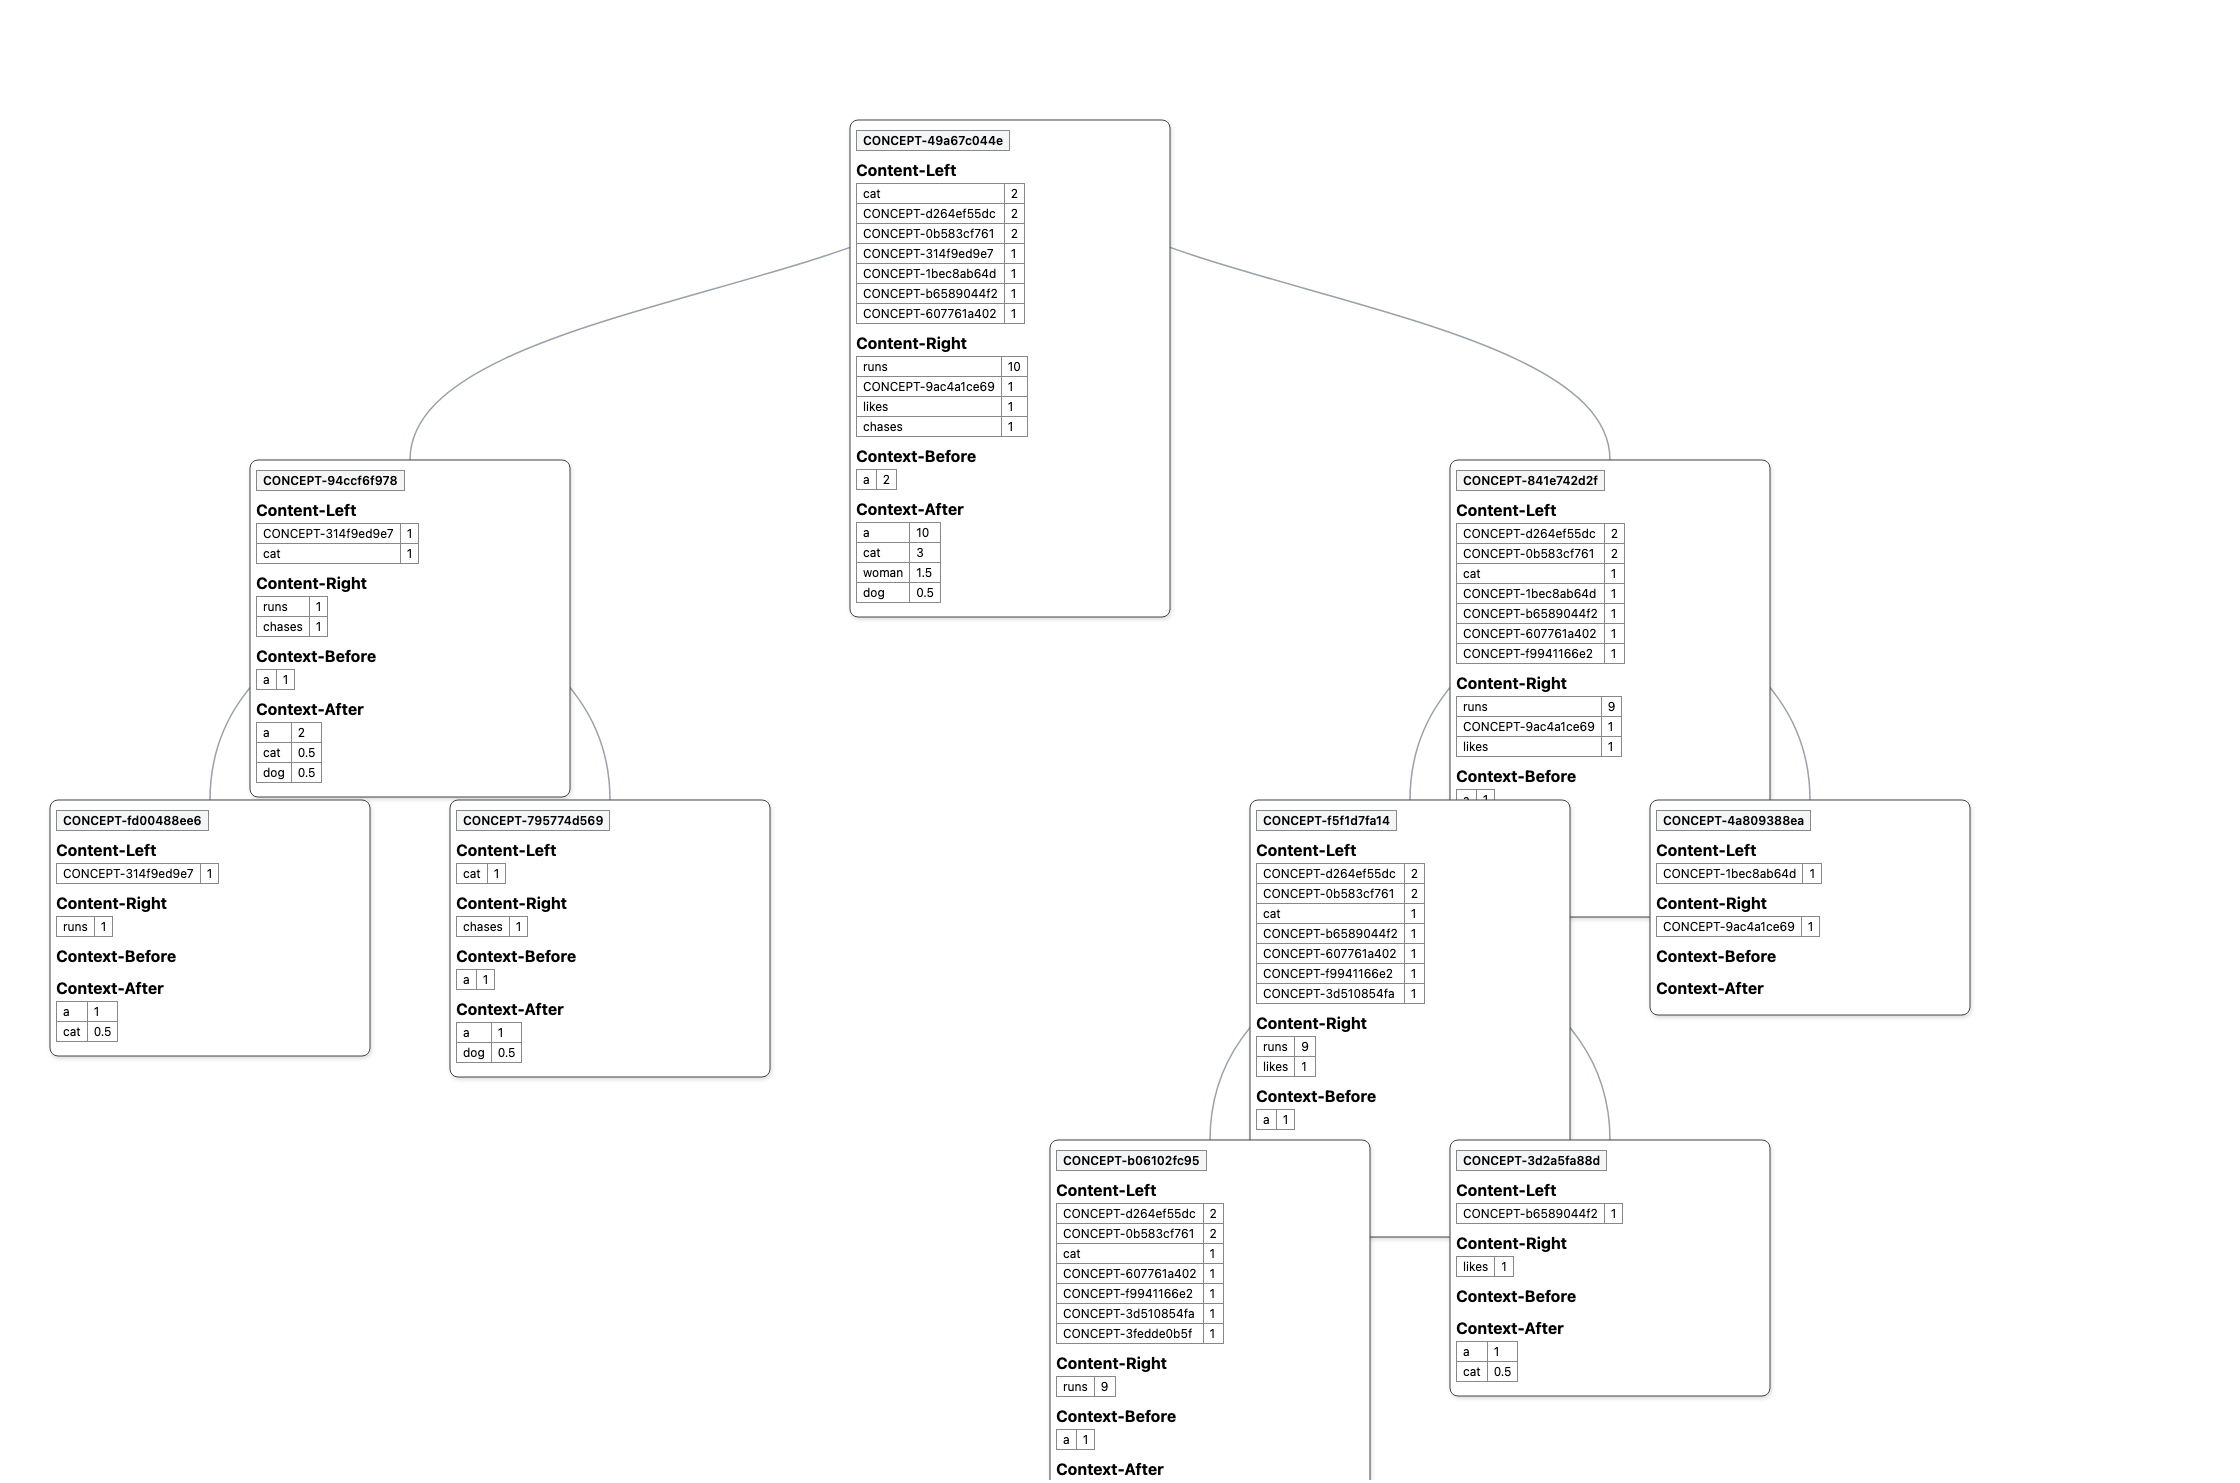 CONCEPT-49a67c044e
Content-Left
cat 2
CONCEPT-d264ef55dc 2
CONCEPT-0b583cf761 2
CONCEPT-314f9ed9e7 1
CONCEPT-1bec8ab64d 1
CONCEPT-b6589044f2 1
CONCEPT-607761a402 1
Content-Right
runs 10
CONCEPT-9ac4a1ce69 1
likes 1
chases 1
Context-Before
a 2
Context-After
a 10
cat 3
woman 1.5
dog 0.5
CONCEPT-94ccf6f978
Content-Left
CONCEPT-314f9ed9e7 1
cat 1
Content-Right
runs 1
chases 1
Context-Before
a 1
Context-After
a 2
cat 0.5
dog 0.5
CONCEPT-841e742d2f
Content-Left
CONCEPT-d264ef55dc 2
CONCEPT-0b583cf761 2
cat 1
CONCEPT-1bec8ab64d 1
CONCEPT-b6589044f2 1
CONCEPT-607761a402 1
CONCEPT-f9941166e2 1
Content-Right
runs 9
CONCEPT-9ac4a1ce69 1
likes 1
Context-Before
a 1
CONCEPT-fd00488ee6
Content-Left
CONCEPT-314f9ed9e7 1
Content-Right
runs 1
Context-Before
Context-After
a 1
cat 0.5
CONCEPT-795774d569
Content-Left
cat 1
Content-Right
chases 1
Context-Before
a 1
Context-After
a 1
dog 0.5
CONCEPT-f5f1d7fa14
Content-Left
CONCEPT-d264ef55dc 2
CONCEPT-0b583cf761 2
cat 1
CONCEPT-b6589044f2 1
CONCEPT-607761a402 1
CONCEPT-f9941166e2 1
CONCEPT-3d510854fa 1
Content-Right
runs 9
likes 1
Context-Before
a 1
CONCEPT-4a809388ea
Content-Left
CONCEPT-1bec8ab64d 1
Content-Right
CONCEPT-9ac4a1ce69 1
Context-Before
Context-After
CONCEPT-b06102fc95
Content-Left
CONCEPT-d264ef55dc 2
CONCEPT-0b583cf761 2
cat 1
CONCEPT-607761a402 1
CONCEPT-f9941166e2 1
CONCEPT-3d510854fa 1
CONCEPT-3fedde0b5f 1
Content-Right
runs 9
Context-Before
a 1
Context-After
CONCEPT-3d2a5fa88d
Content-Left
CONCEPT-b6589044f2 1
Content-Right
likes 1
Context-Before
Context-After
a 1
cat 0.5